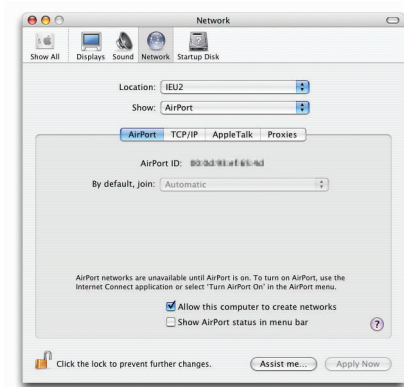 Network
Show All Displays Sound Network Startup Disk
Location: IEU2
Show: AirPort
AirPort TCP/IP AppleTalk Proxies
AirPort ID:
By default, join: Automatic
AirPort networks are unavailable until AirPort is on. To turn on AirPort, use the
Internet Connect application or select 'Turn AirPort On' in the AirPort menu.
Allow this computer to create networks
Show AirPort status in menu bar
?
Click the lock to prevent further changes. Assist me... Apply Now